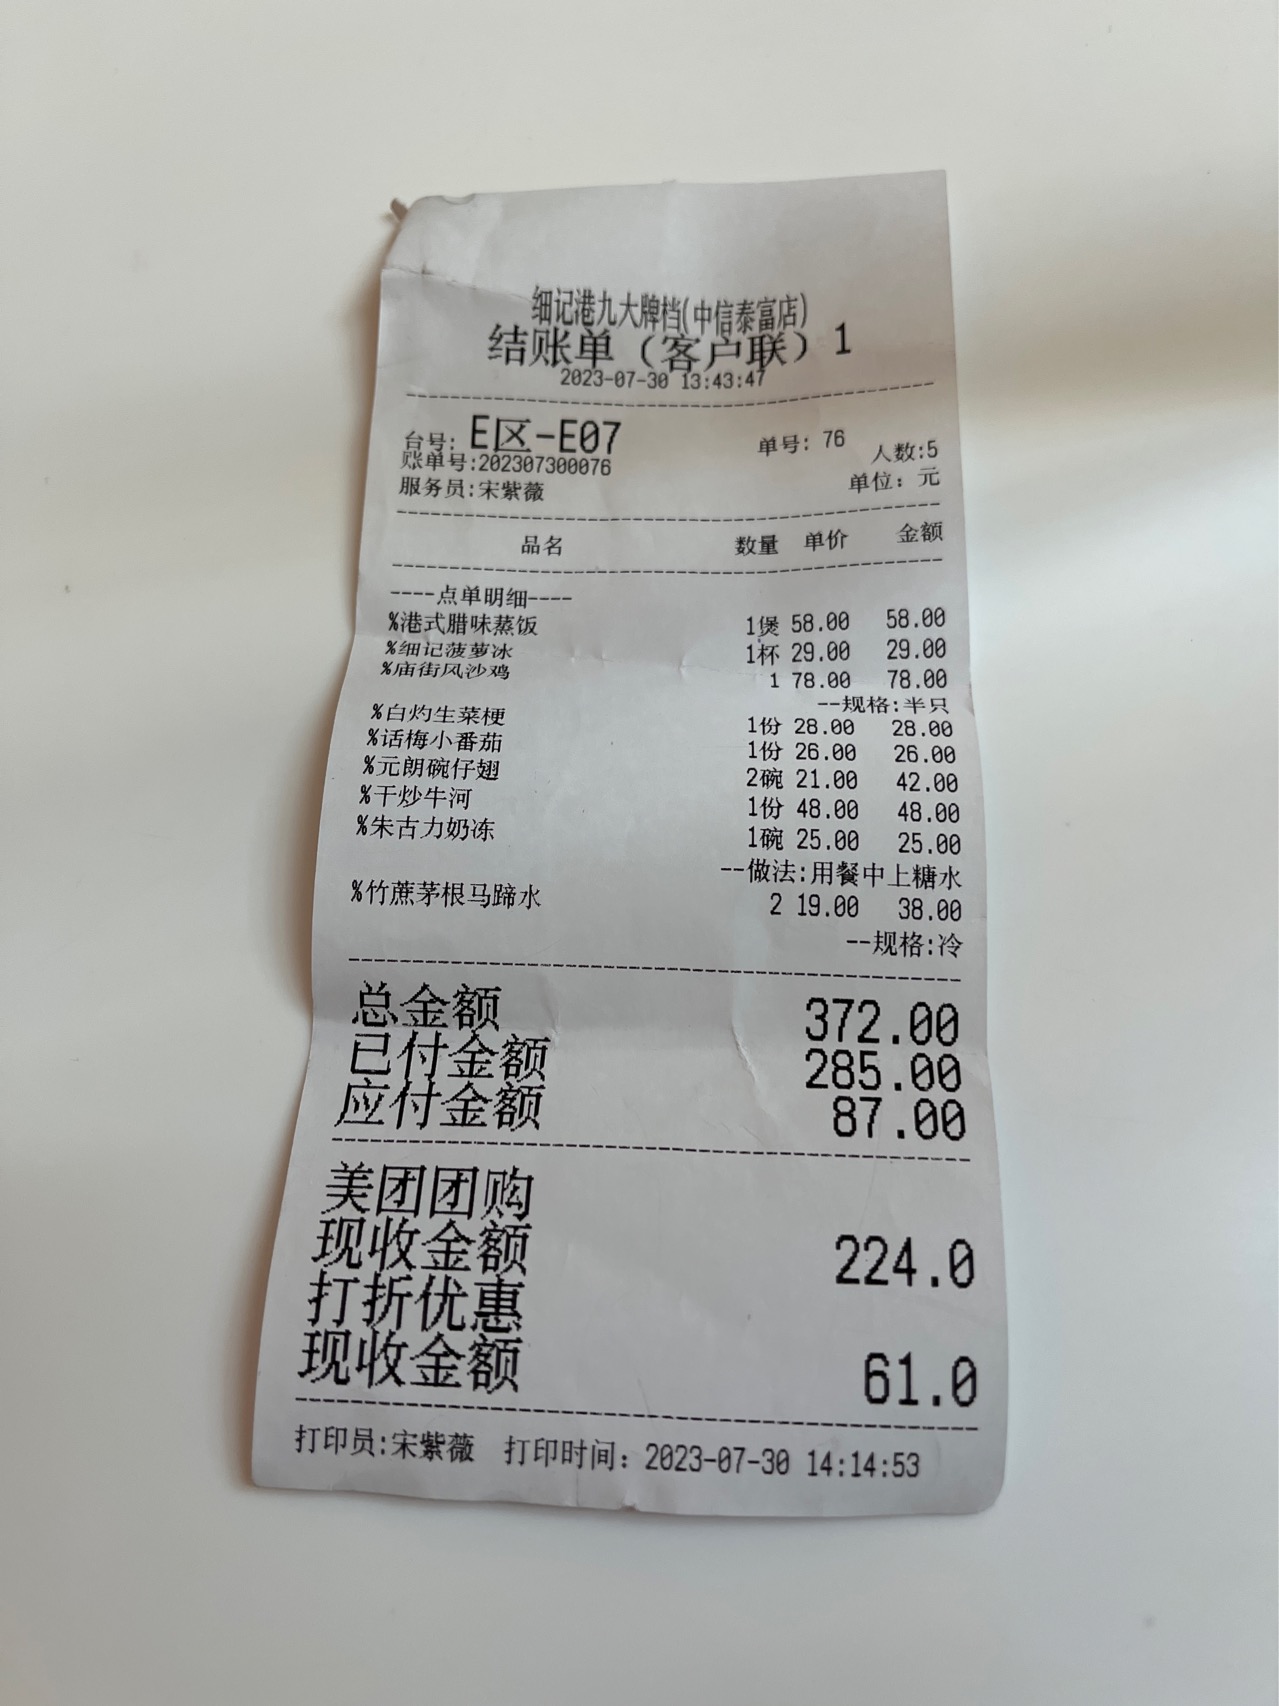 细记港九大牌档(中信泰富店)
结账单（客户联）1
2023-07-30 13:43:47
台号: E区-E07 单号: 76 人数:5
账单号:202307300076
服务员:宋紫薇 单位: 元
品名 数量 单价 金额
----点单明细----
%港式腊味蒸饭 1煲 58.00 58.00
%细记菠萝冰 1杯 29.00 29.00
%庙街风沙鸡 1 78.00 78.00
--规格:半只
%白灼生菜梗 1份 28.00 28.00
%话梅小番茄 1份 26.00 26.00
%元朗碗仔翅 2碗 21.00 42.00
%干炒牛河 1份 48.00 48.00
%朱古力奶冻 1碗 25.00 25.00
--做法:用餐中上糖水
%竹蔗茅根马蹄水 2 19.00 38.00
--规格:冷
总金额 372.00
已付金额 285.00
应付金额 87.00
美团团购
现收金额 224.0
打折优惠
现收金额 61.0
打印员:宋紫薇 打印时间: 2023-07-30 14:14:53